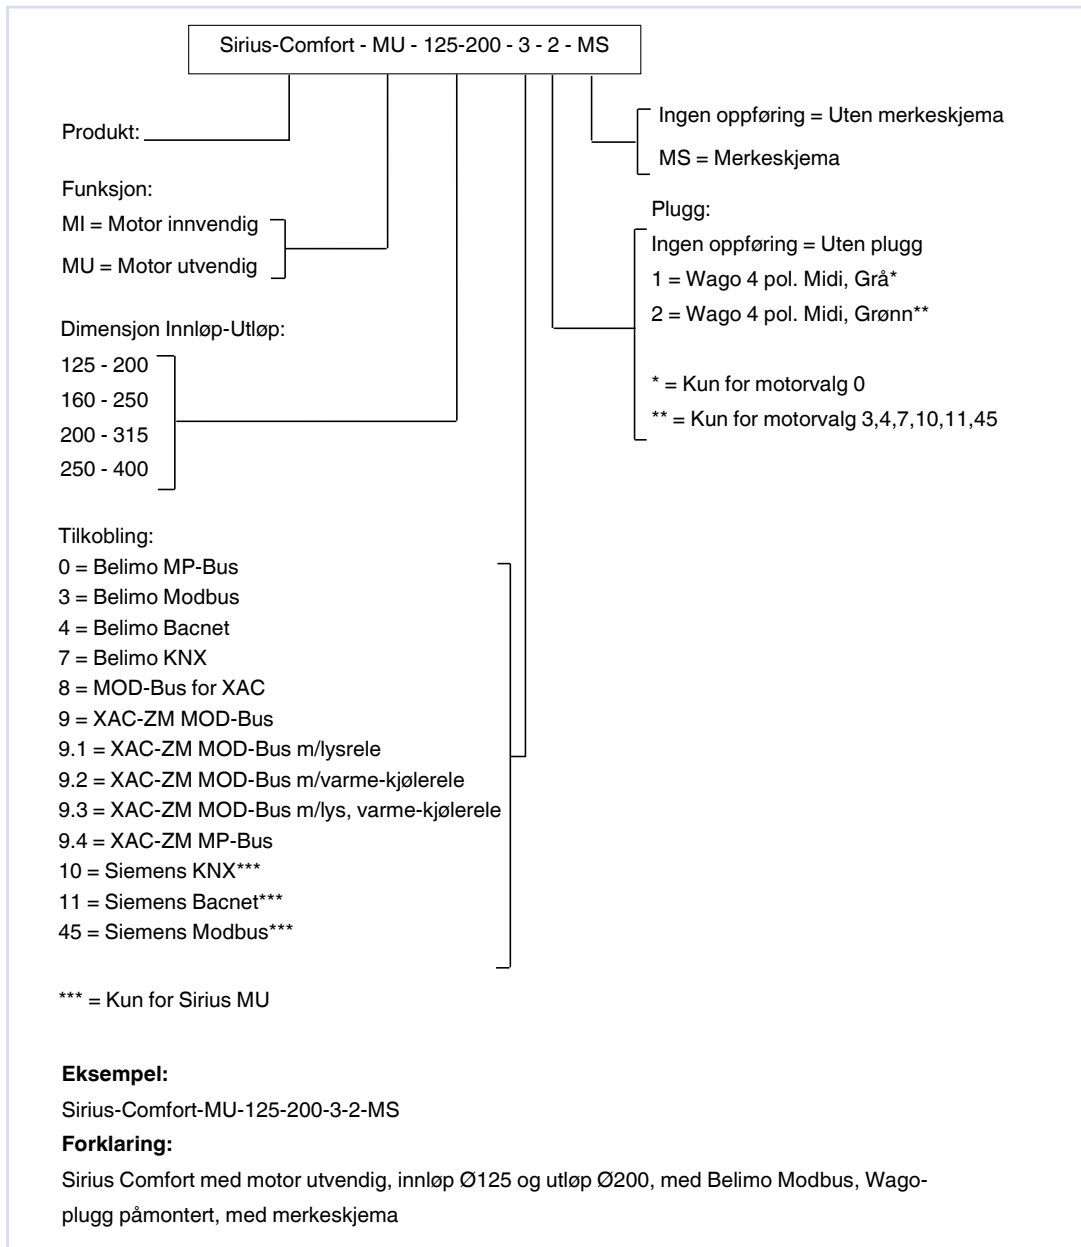 Sirius-Comfort - MU - 125-200 - 3 - 2 - MS
Produkt:
Funksjon:
MI = Motor innvendig
MU = Motor utvendig
Dimensjon Innløp-Utløp:
125 - 200
160 - 250
200 - 315
250 - 400
Tilkobling:
0 = Belimo MP-Bus
3 = Belimo Modbus
4 = Belimo Bacnet
7 = Belimo KNX
8 = MOD-Bus for XAC
9 = XAC-ZM MOD-Bus
9.1 = XAC-ZM MOD-Bus m/lysrele
9.2 = XAC-ZM MOD-Bus m/varme-kjølerele
9.3 = XAC-ZM MOD-Bus m/lys, varme-kjølerele
9.4 = XAC-ZM MP-Bus
10 = Siemens KNX***
11 = Siemens Bacnet***
45 = Siemens Modbus***
*** = Kun for Sirius MU
Ingen oppføring = Uten merkeskjema
MS = Merkeskjema
Plugg:
Ingen oppføring = Uten plugg
1 = Wago 4 pol. Midi, Grå*
2 = Wago 4 pol. Midi, Grønn**
* = Kun for motorvalg 0
** = Kun for motorvalg 3,4,7,10,11,45
Eksempel:
Sirius-Comfort-MU-125-200-3-2-MS
Forklaring:
Sirius Comfort med motor utvendig, innløp Ø125 og utløp Ø200, med Belimo Modbus, Wago-
plugg påmontert, med merkeskjema